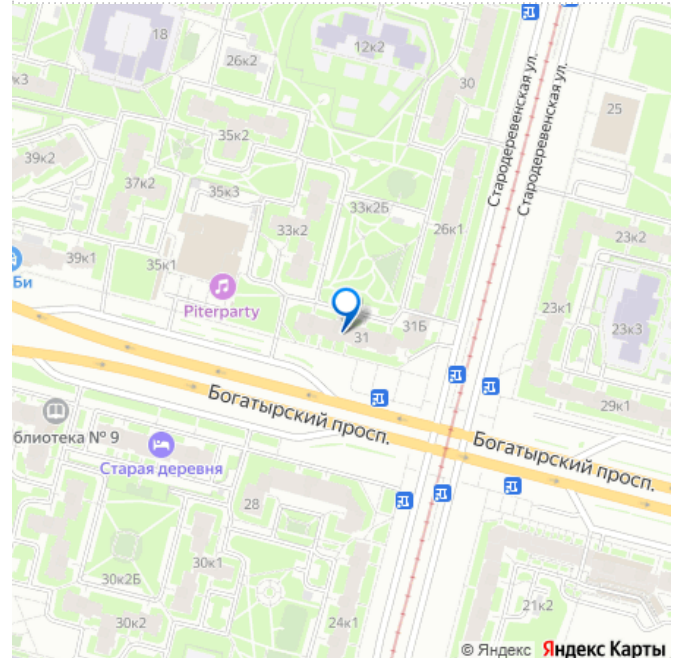 18
12к2
26к2
30
к3
Стародеревенская ул.
Стародеревенская ул.
25
35к2
39к2
37к2
35к3
33к2Б
33к2
26к1
23к2
39к1
35к1
Би
Piterparty
31Б
31
23к1
23к3
29к1
Богатырский просп.
Богатырский просп.
блиотека № 9
Старая деревня
28
30к1
30к2Б
30к2
24к1
21к2
© Яндекс Яндекс Карты